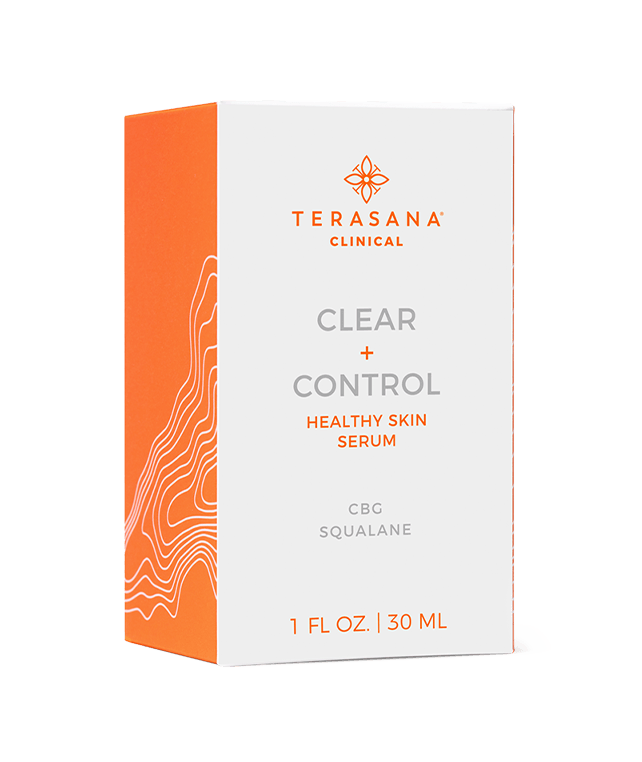 TERASANA®
CLINICAL
CLEAR
+
CONTROL
HEALTHY SKIN
SERUM
CBG
SQUALANE
1 FL OZ. | 30 ML